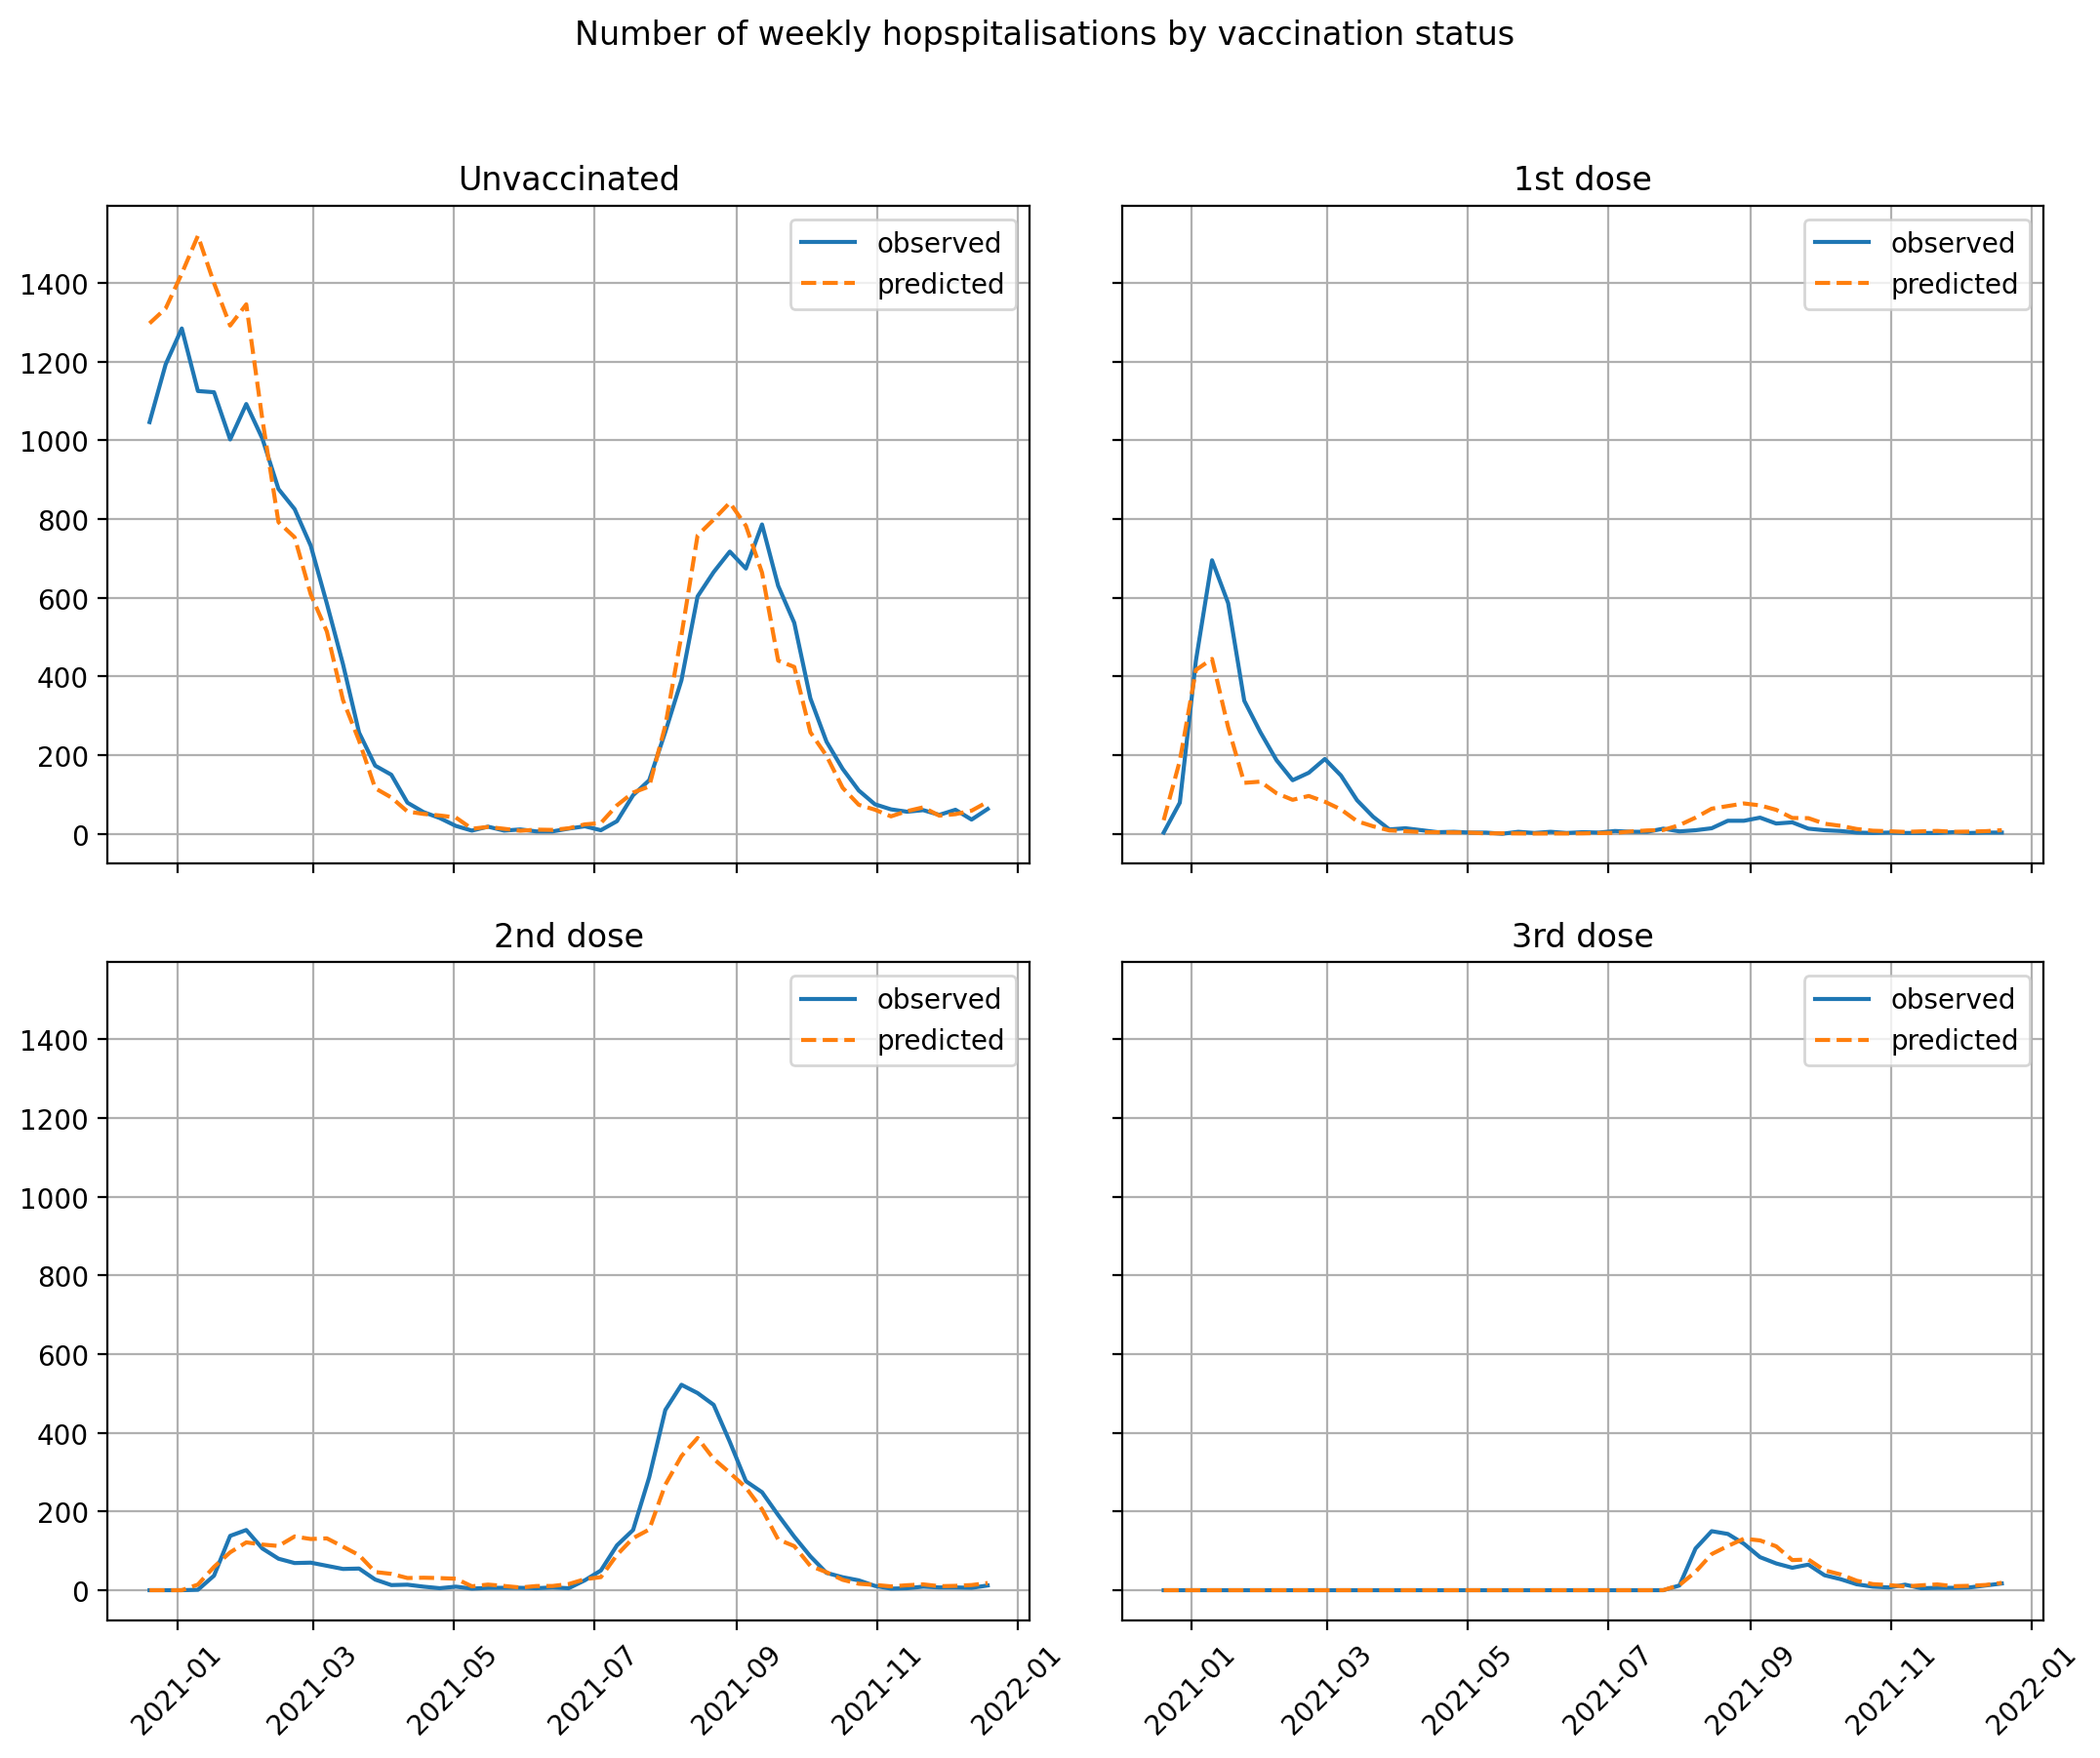 Number of weekly hopspitalisations by vaccination status
Unvaccinated
observed
predicted
1400
1200
1000
800
600
400
200
0
1st dose
observed
predicted
2nd dose
observed
predicted
1400
1200
1000
800
600
400
200
0
2021-01
2021-03
2021-05
2021-07
2021-09
2021-11
2022-01
3rd dose
observed
predicted
2021-01
2021-03
2021-05
2021-07
2021-09
2021-11
2022-01